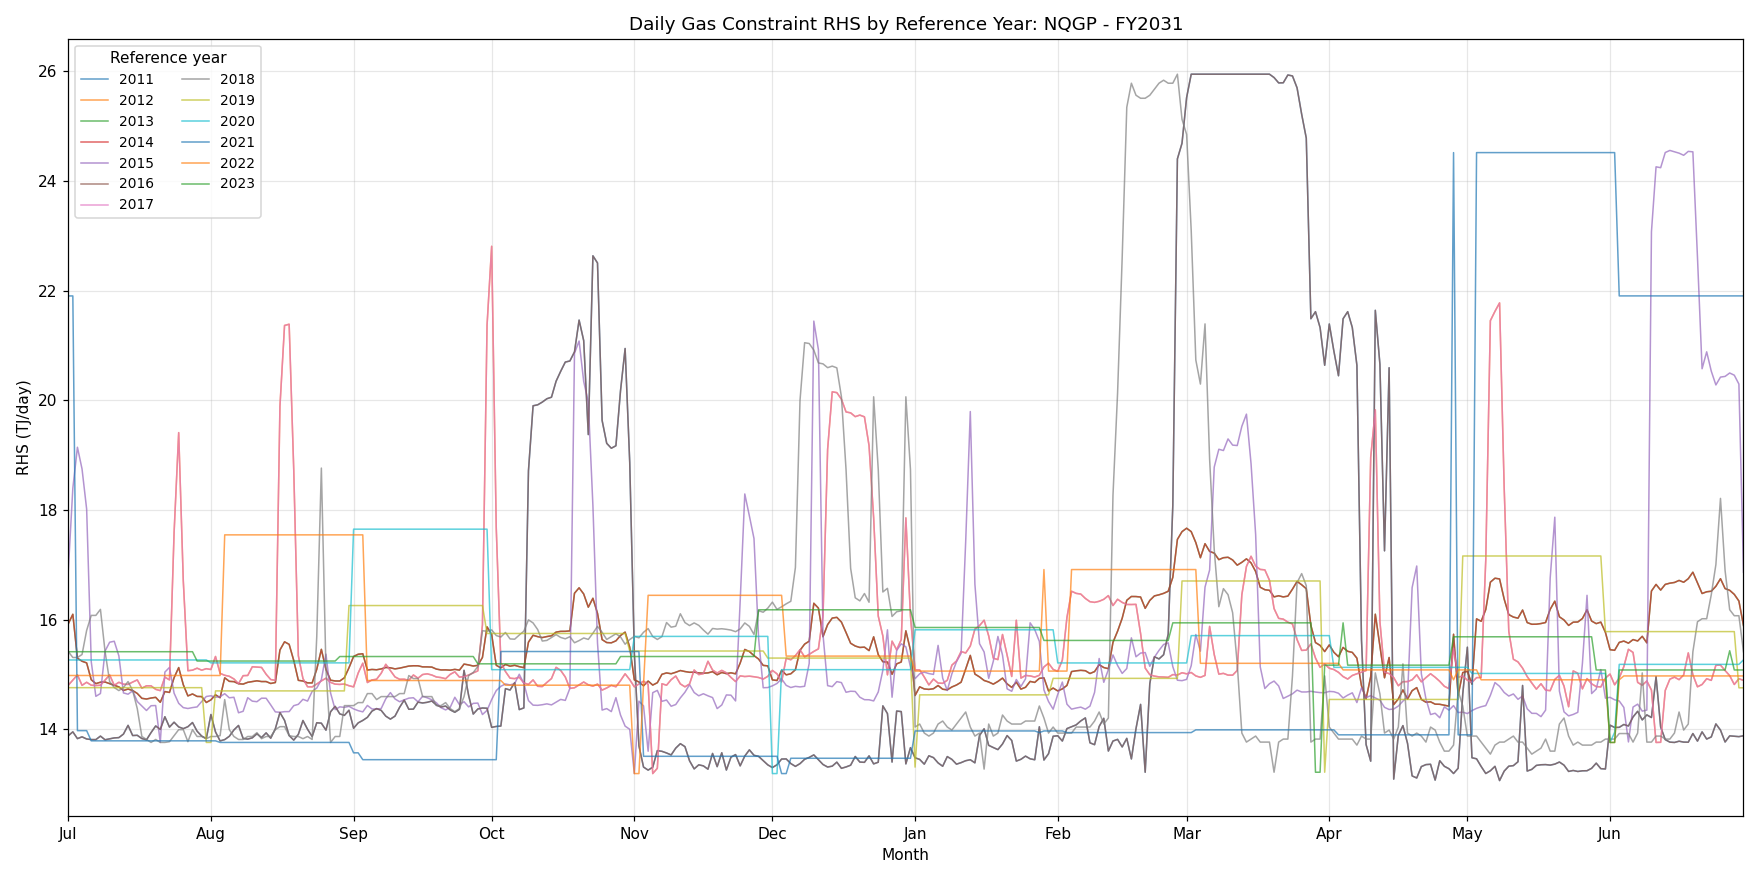 Daily Gas Constraint RHS by Reference Year: NQGP - FY2031
Reference year
2011
2012
2013
2014
2015
2016
2017
2018
2019
2020
2021
2022
2023
RHS (TJ/day)
26
24
22
20
18
16
14
Jul
Aug
Sep
Oct
Nov
Dec
Jan
Feb
Mar
Apr
May
Jun
Month